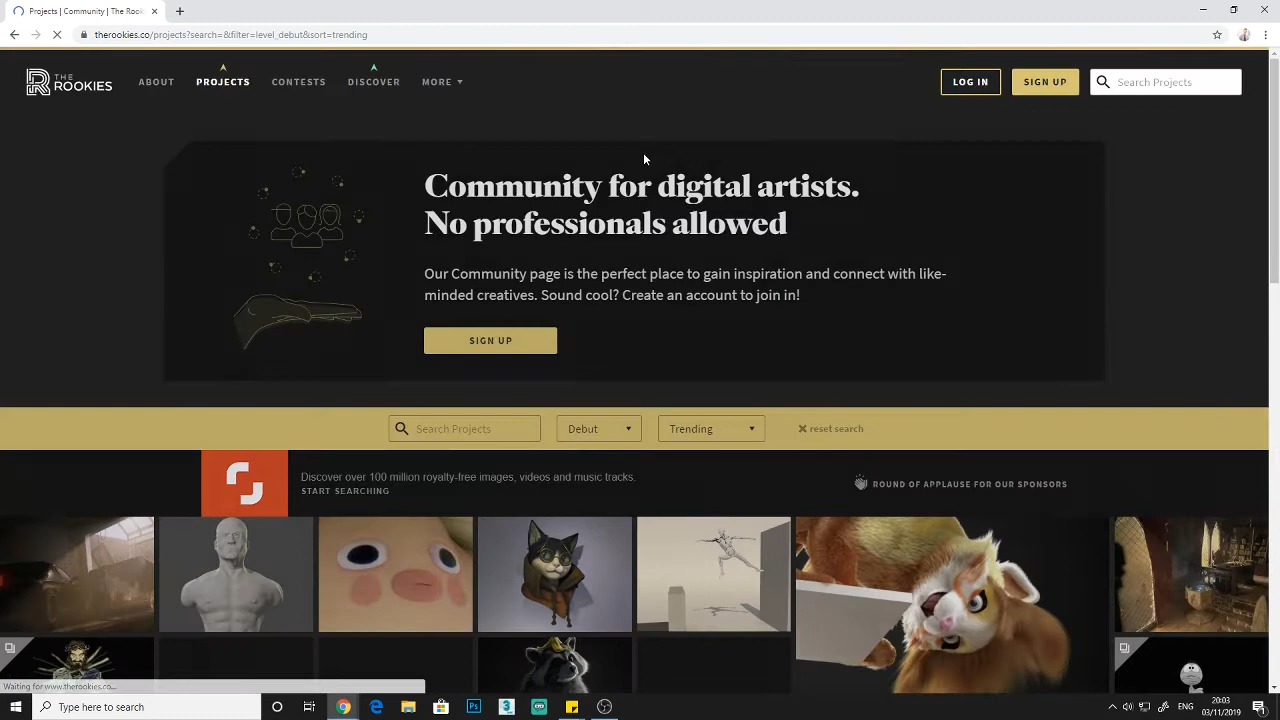 Projects | Community | The Rook
therookies.co/projects?search=&filter=level_debut&sort=trending
THE
ROOKIES
ABOUT
PROJECTS
CONTESTS
DISCOVER
MORE
LOG IN
SIGN UP
Search Projects
Community for digital artists.
No professionals allowed
Our Community page is the perfect place to gain inspiration and connect with like-
minded creatives. Sound cool? Create an account to join in!
SIGN UP
Search Projects
Debut
Trending
reset search
Discover over 100 million royalty-free images, videos and music tracks.
START SEARCHING
ROUND OF APPLAUSE FOR OUR SPONSORS
Waiting for www.therookies.co...
Type here to search
Ps
3
ENG
20:03
03/11/2019